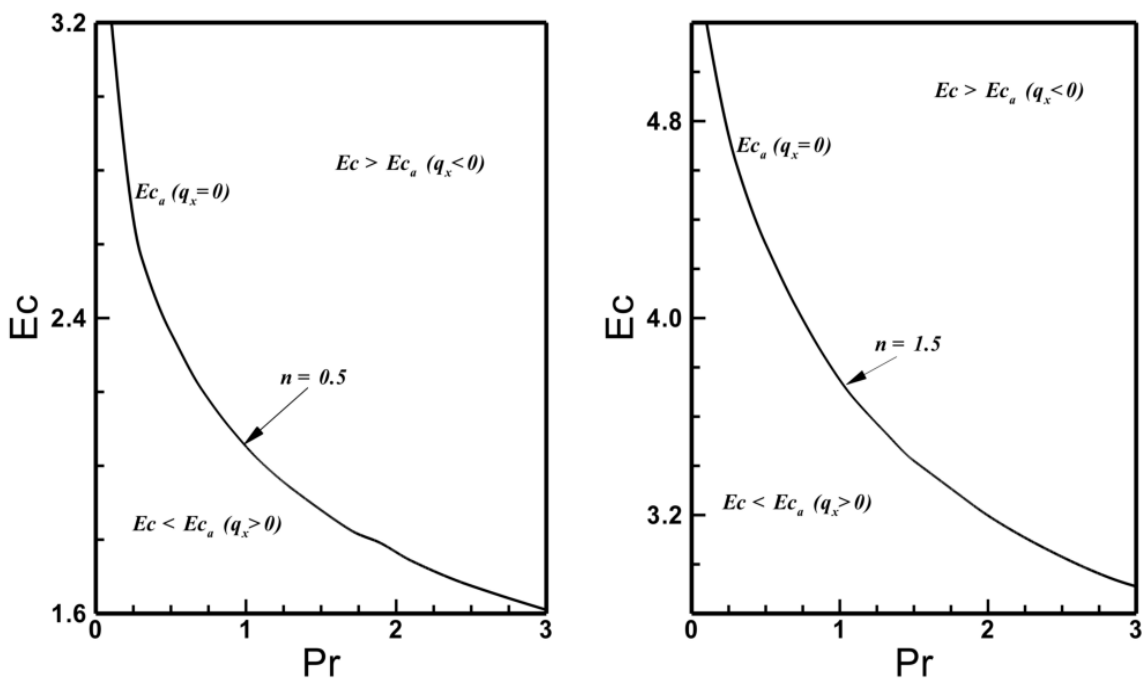 3.2
2.4
1.6
Ec
0
1
2
3
Pr
Ec > Ec_a (q_x<0)
Ec_a (q_x=0)
n = 0.5
Ec < Ec_a (q_x>0)
4.8
4.0
3.2
Ec
0
1
2
3
Pr
Ec > Ec_a (q_x<0)
Ec_a (q_x=0)
n = 1.5
Ec < Ec_a (q_x>0)